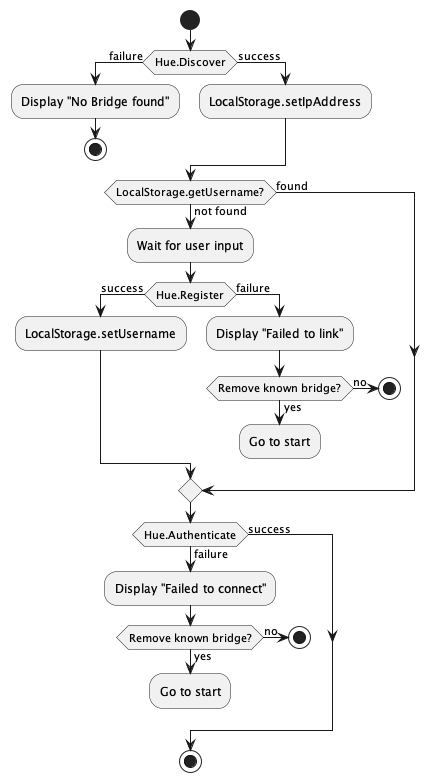 failure
Hue.Discover
success
Display "No Bridge found"
LocalStorage.setIpAddress
LocalStorage.getUsername?
found
not found
Wait for user input
success
Hue.Register
failure
LocalStorage.setUsername
Display "Failed to link"
Remove known bridge?
no
yes
Go to start
Hue.Authenticate
success
failure
Display "Failed to connect"
Remove known bridge?
no
yes
Go to start